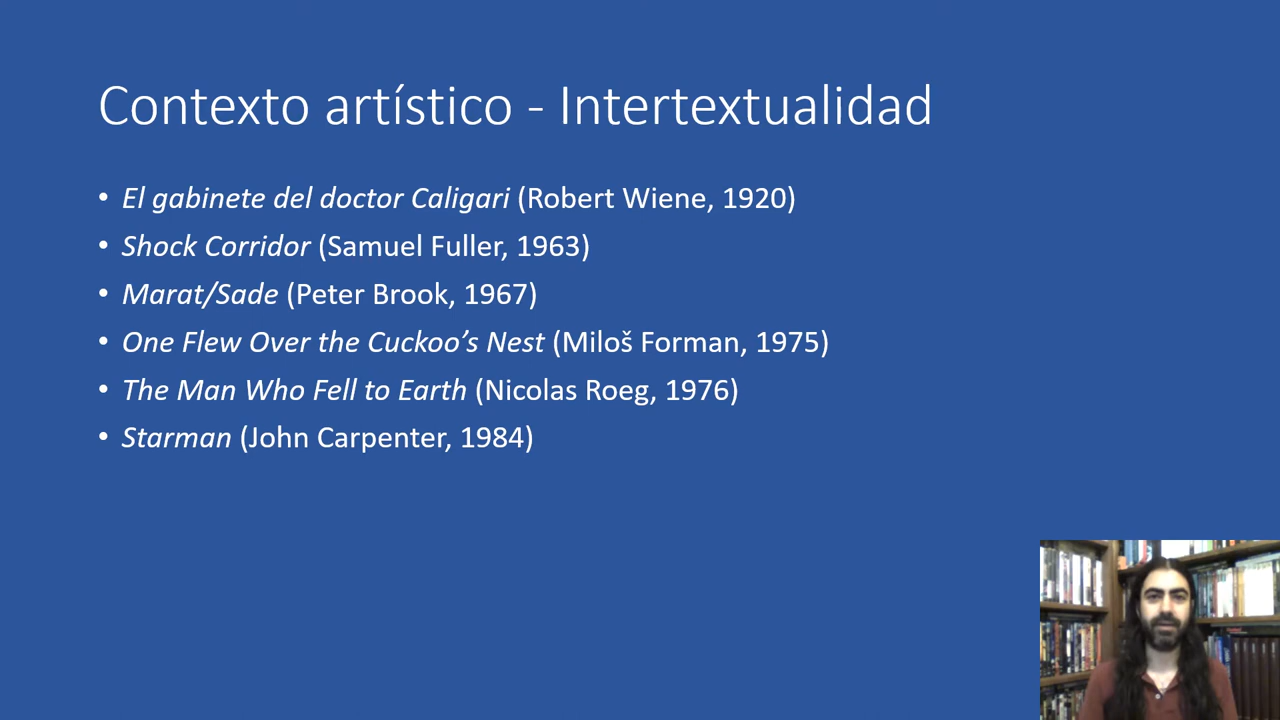 Contexto artístico - Intertextualidad
• El gabinete del doctor Caligari (Robert Wiene, 1920)
• Shock Corridor (Samuel Fuller, 1963)
• Marat/Sade (Peter Brook, 1967)
• One Flew Over the Cuckoo’s Nest (Miloš Forman, 1975)
• The Man Who Fell to Earth (Nicolas Roeg, 1976)
• Starman (John Carpenter, 1984)